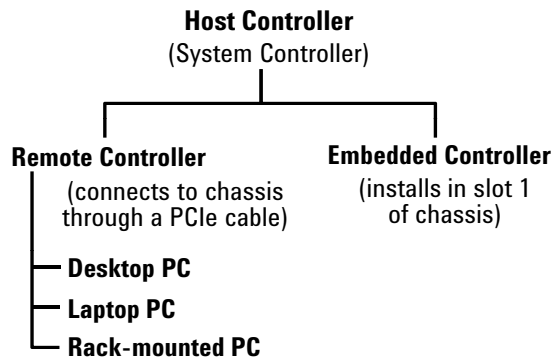 Host Controller
(System Controller)
Remote Controller
(connects to chassis
through a PCIe cable)
Embedded Controller
(installs in slot 1
of chassis)
Desktop PC
Laptop PC
Rack-mounted PC